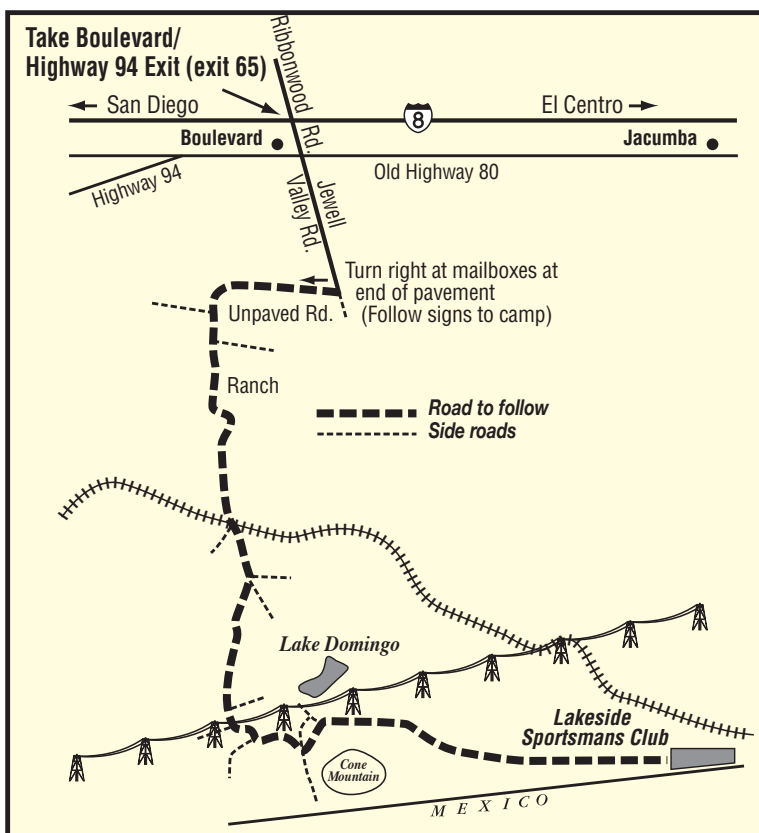 Take Boulevard/
Highway 94 Exit (exit 65)
Ribbonwood Rd.
San Diego
El Centro
8
Boulevard
Jacumba
Highway 94
Old Highway 80
Jewell
Valley Rd.
Turn right at mailboxes at
end of pavement
(Follow signs to camp)
Unpaved Rd.
Ranch
Road to follow
Side roads
Lake Domingo
Lakeside
Sportsmans Club
Cone
Mountain
MEXICO